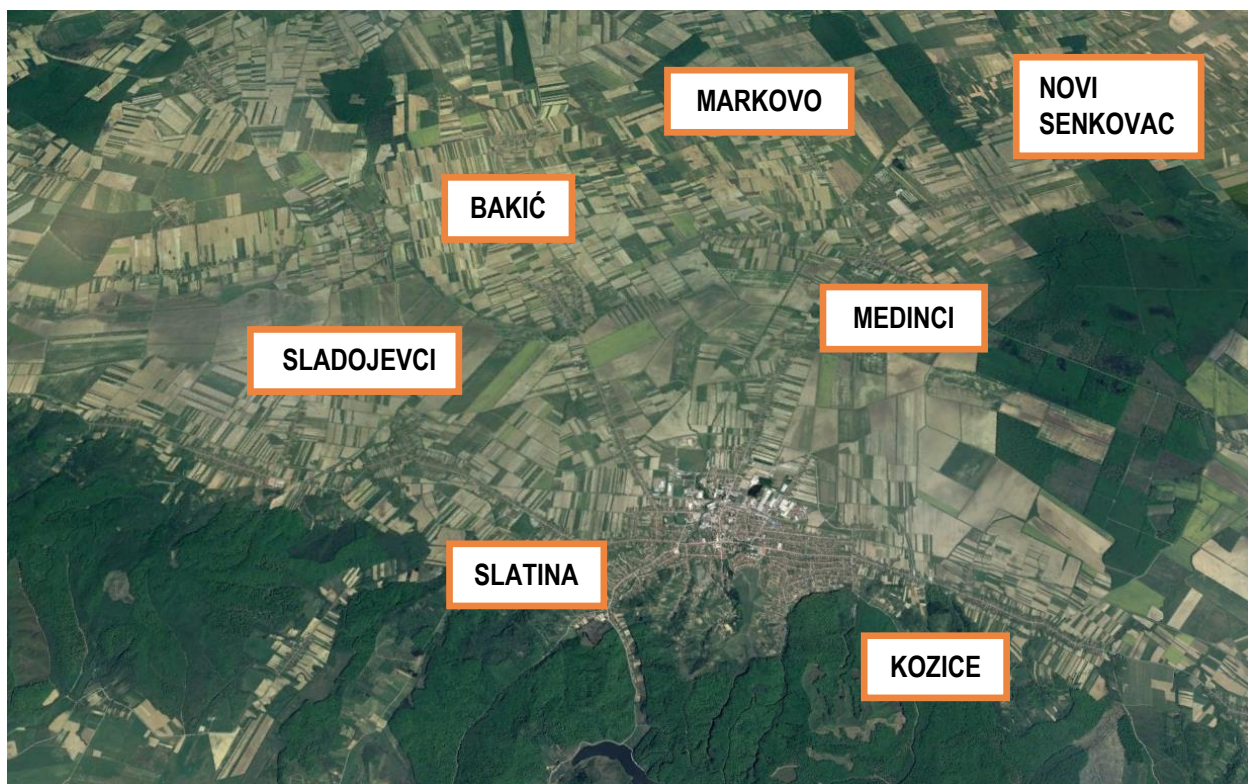 MARKOVO
NOVI
SENKOVAC
BAKIĆ
MEDINCI
SLADOJEVCI
SLATINA
KOZICE